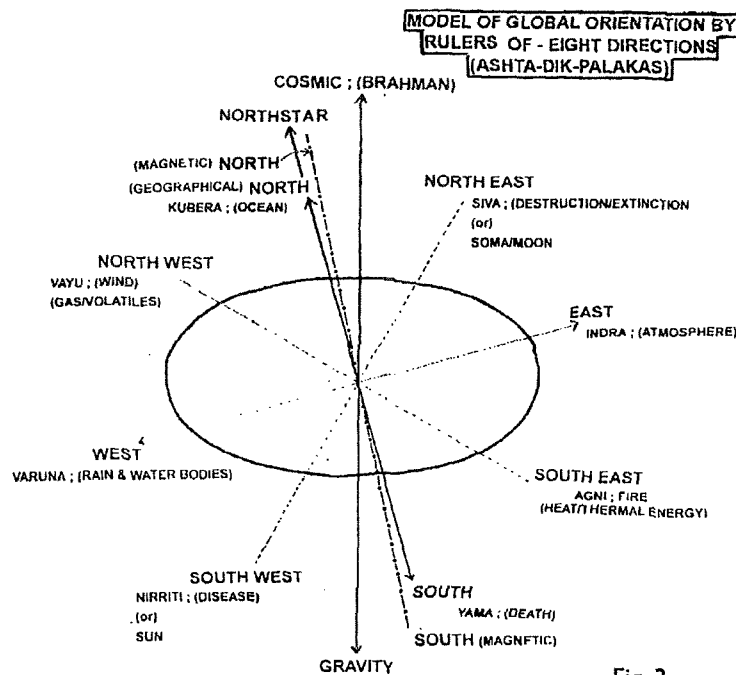 MODEL OF GLOBAL ORIENTATION BY
RULERS OF - EIGHT DIRECTIONS
(ASHTA-DIK-PALAKAS)
COSMIC ; (BRAHMAN)
NORTHSTAR
(MAGNETIC) NORTH
(GEOGRAPHICAL) NORTH
KUBERA ; (OCEAN)
NORTH EAST
SIVA ; (DESTRUCTION/EXTINCTION
(or)
SOMA/MOON
NORTH WEST
VAYU ; (WIND)
(GAS/VOLATILES)
EAST
INDRA ; (ATMOSPHERE)
WEST
VARUNA ; (RAIN & WATER BODIES)
SOUTH EAST
AGNI ; FIRE
(HEAT/THERMAL ENERGY)
SOUTH WEST
NIRRITI ; (DISEASE)
(or)
SUN
SOUTH
YAMA ; (DEATH)
SOUTH (MAGNETIC)
GRAVITY